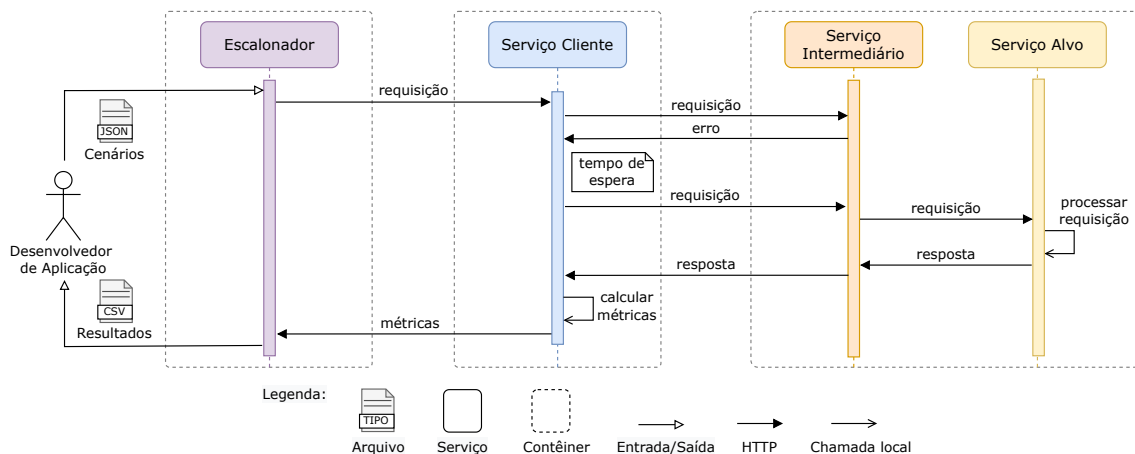 Escalonador
Serviço Cliente
Serviço
Intermediário
Serviço Alvo
requisição
requisição
JSON
Cenários
erro
tempo de
espera
requisição
requisição
processar
requisição
Desenvolvedor
de Aplicação
resposta
resposta
CSV
Resultados
calcular
métricas
métricas
Legenda:
TIPO
Arquivo
Serviço
Contêiner
Entrada/Saída
HTTP
Chamada local